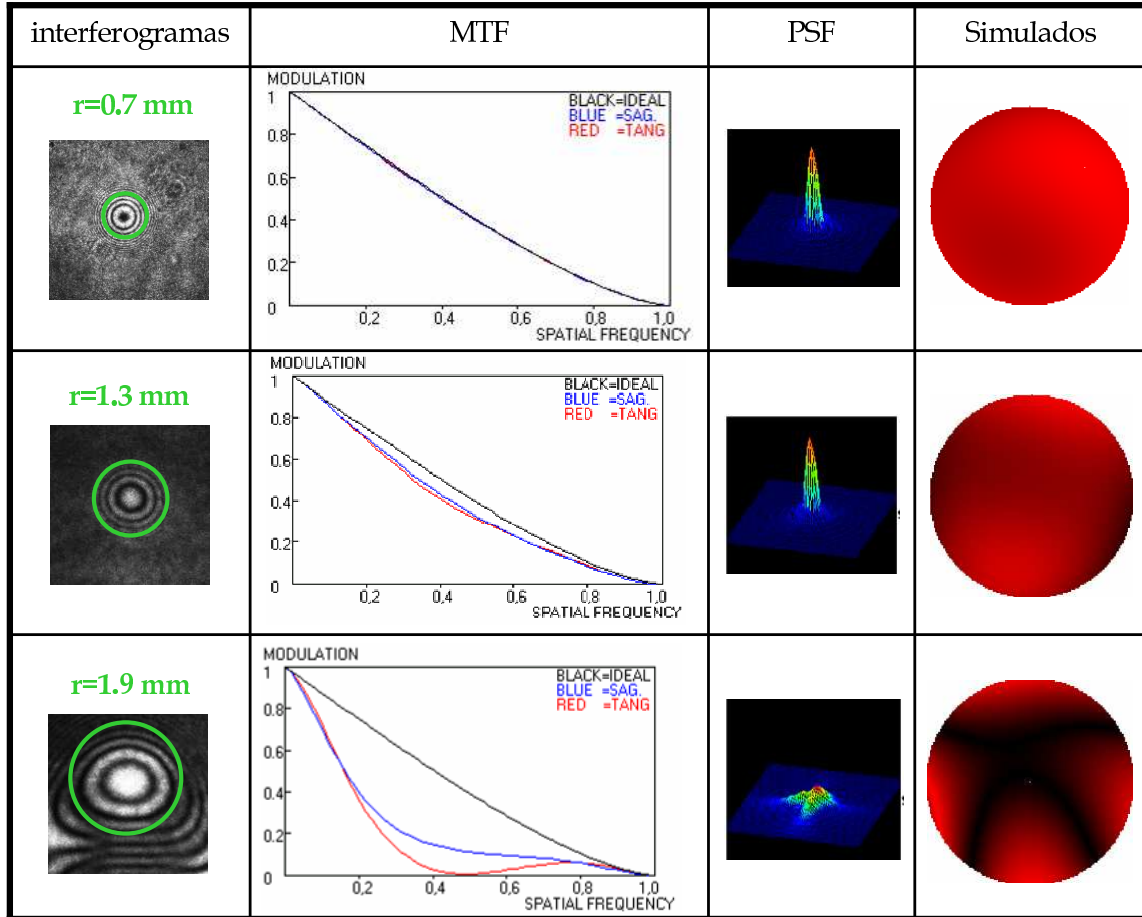 interferogramas MTF PSF Simulados
r=0.7 mm
MODULATION
BLACK=IDEAL
BLUE =SAG.
RED =TANG
1
0.8
0.6
0.4
0.2
0
0,2 0,4 0,6 0,8 1,0
SPATIAL FREQUENCY
r=1.3 mm
MODULATION
BLACK=IDEAL
BLUE =SAG.
RED =TANG
1
0.8
0.6
0.4
0.2
0
0,2 0,4 0,6 0,8 1,0
SPATIAL FREQUENCY
r=1.9 mm
MODULATION
BLACK=IDEAL
BLUE =SAG.
RED =TANG
1
0.8
0.6
0.4
0.2
0
0,2 0,4 0,6 0,8 1,0
SPATIAL FREQUENCY